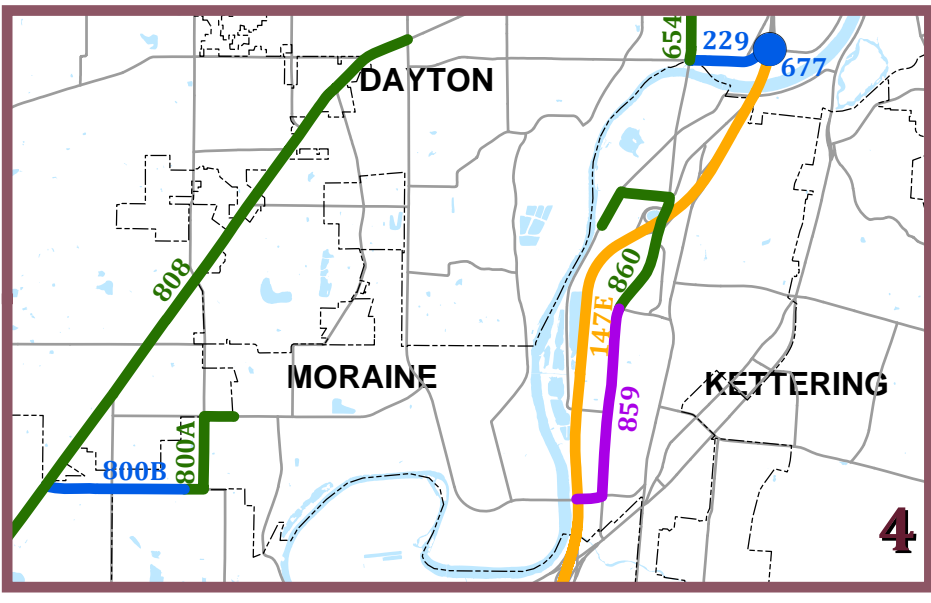 654
229
677
DAYTON
808
860
147E
MORAINE
KETTERING
859
800A
800B
4